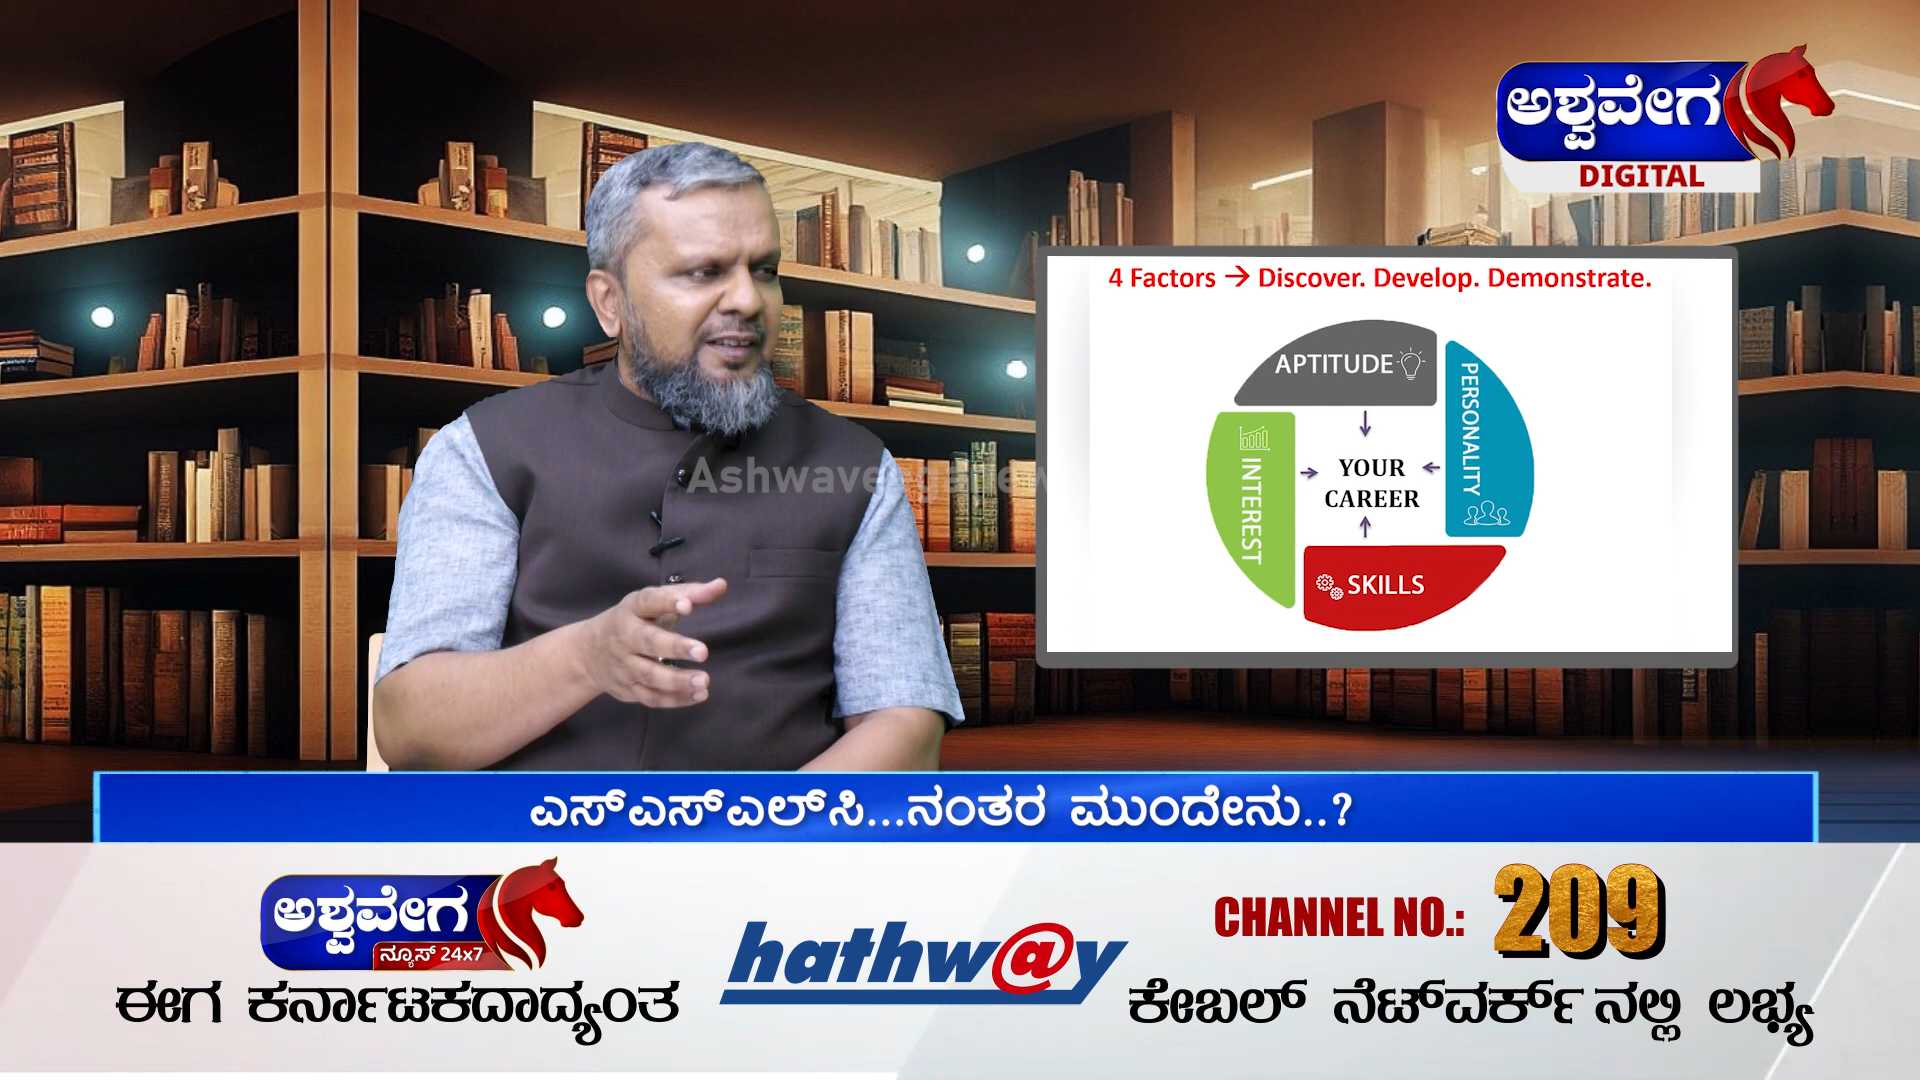 ಅಶ್ವವೇಗ
DIGITAL
4 Factors → Discover. Develop. Demonstrate.
APTITUDE
PERSONALITY
INTEREST
YOUR
CAREER
SKILLS
Ashwaveega
ಎಸ್ಎಸ್ಎಲ್‌ಸಿ...ನಂತರ ಮುಂದೇನು..?
ಅಶ್ವವೇಗ
ನ್ಯೂಸ್ 24x7
ಈಗ ಕರ್ನಾಟಕದಾದ್ಯಂತ
hathw@y
CHANNEL NO.: 209
ಕೇಬಲ್ ನೆಟ್‌ವರ್ಕ್ ನಲ್ಲಿ ಲಭ್ಯ